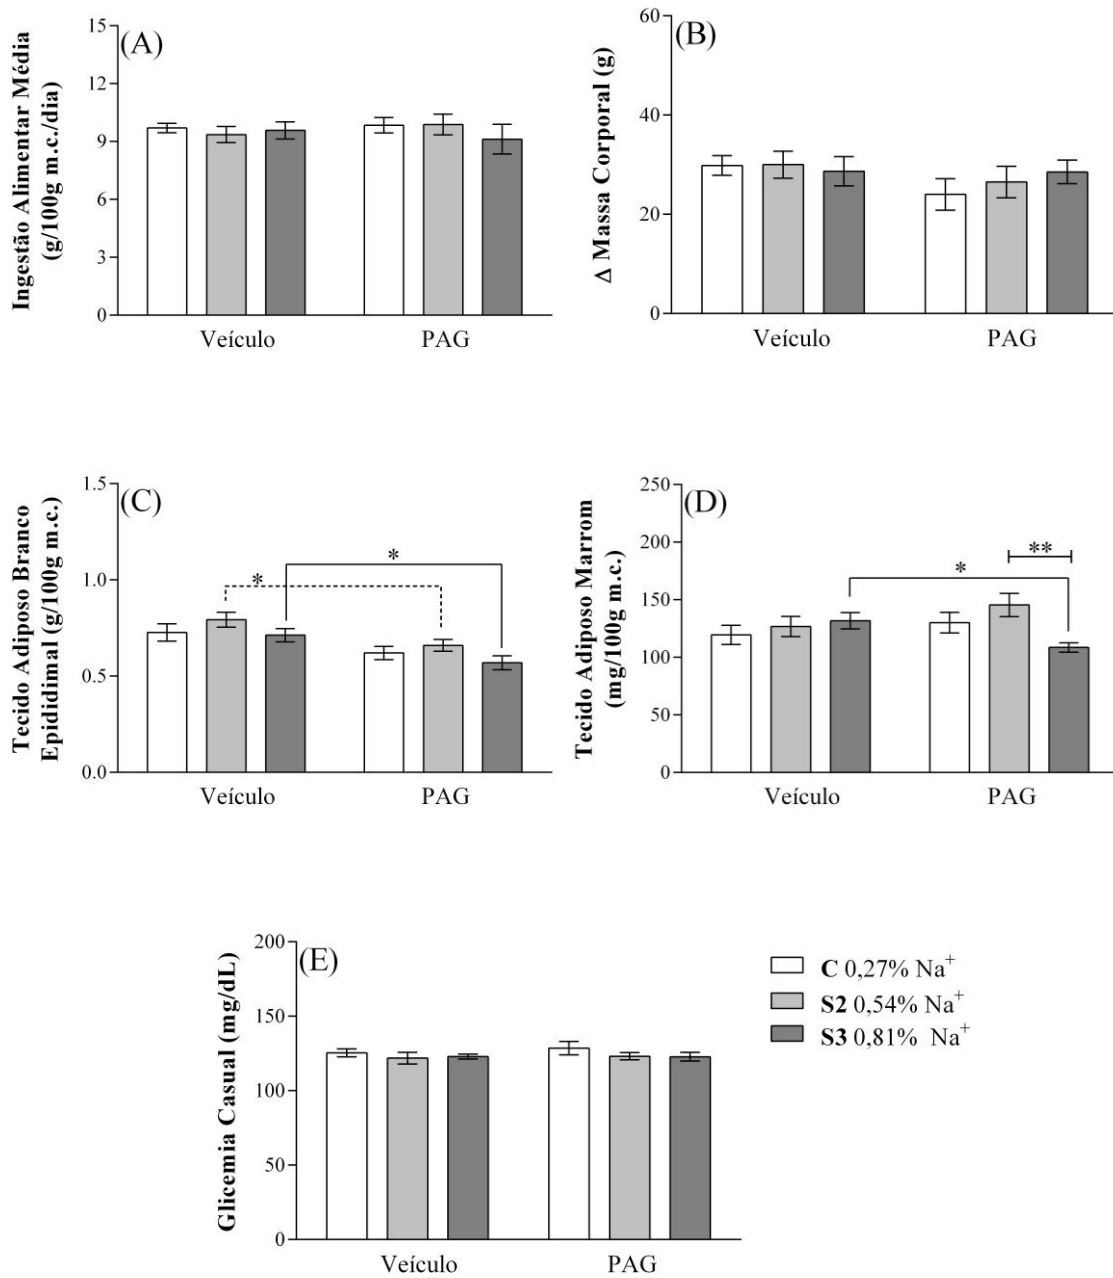 (A)
Ingestão Alimentar Média
(g/100g m.c./dia)
15
12
9
6
3
0
Veículo
PAG
(B)
Δ Massa Corporal (g)
60
40
20
0
Veículo
PAG
(C)
Tecido Adiposo Branco
Epididimal (g/100g m.c.)
1.5
1.0
0.5
0.0
*
*
Veículo
PAG
(D)
Tecido Adiposo Marrom
(mg/100g m.c.)
250
200
150
100
50
0
**
*
Veículo
PAG
(E)
Glicemia Casual (mg/dL)
200
150
100
50
0
Veículo
PAG
C 0,27% Na⁺
S2 0,54% Na⁺
S3 0,81% Na⁺